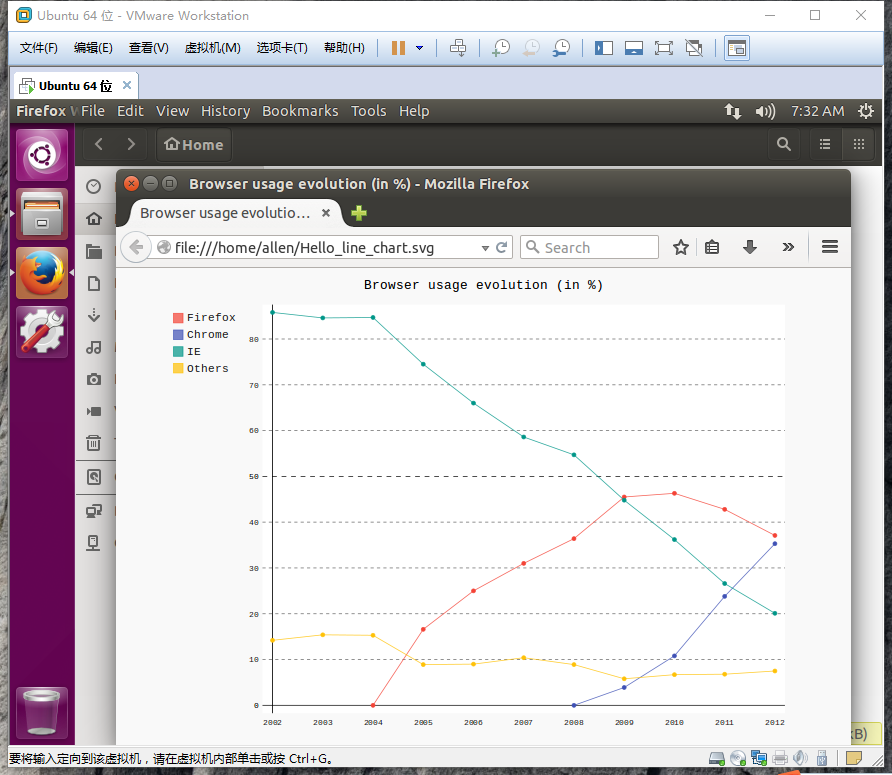 Ubuntu 64 位 - VMware Workstation
文件(F) 编辑(E) 查看(V) 虚拟机(M) 选项卡(T) 帮助(H)
Ubuntu 64 位
Firefox File Edit View History Bookmarks Tools Help 7:32 AM
Home
Browser usage evolution (in %) - Mozilla Firefox
Browser usage evolutio…
file:///home/allen/Hello_line_chart.svg Search
Browser usage evolution (in %)
Firefox
Chrome
IE
Others
80
70
60
50
40
30
20
10
0
2002 2003 2004 2005 2006 2007 2008 2009 2010 2011 2012
要将输入定向到该虚拟机，请在虚拟机内部单击或按 Ctrl+G。